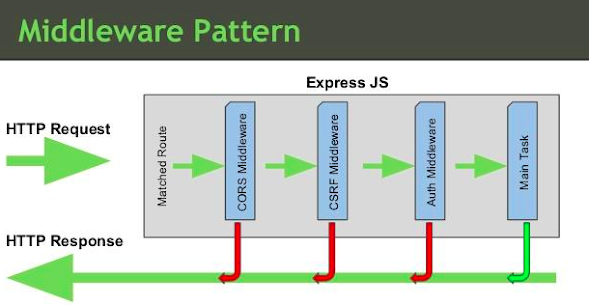 Middleware Pattern
Express JS
HTTP Request
Matched Route
CORS Middleware
CSRF Middleware
Auth Middleware
Main Task
HTTP Response